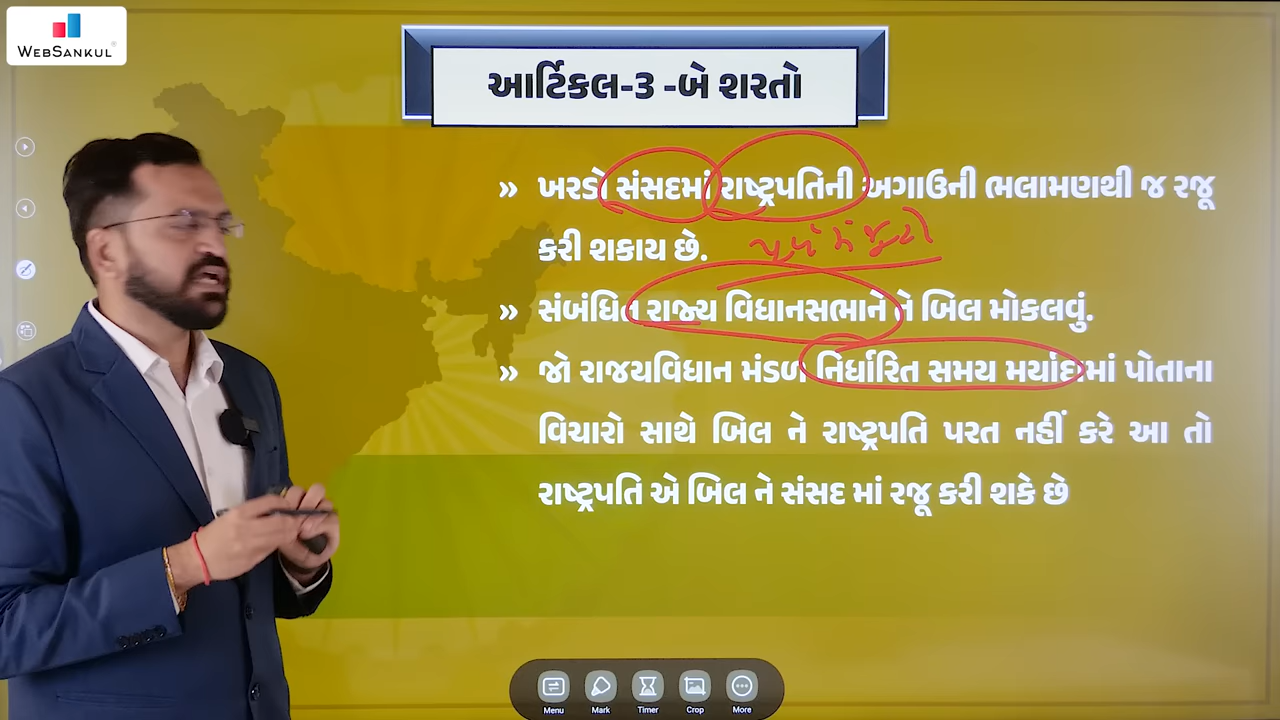 WEBSANKUL
આર્ટિકલ-૩ -બે શરતો
» ખરડો સંસદમાં રાષ્ટ્રપતિની અગાઉની ભલામણથી જ રજૂ
કરી શકાય છે.
પૂર્વ મંજૂરી
» સંબંધિત રાજ્ય વિધાનસભાને તે બિલ મોકલવું.
» જો રાજયવિધાન મંડળ નિર્ધારિત સમય મર્યાદામાં પોતાના
વિચારો સાથે બિલ ને રાષ્ટ્રપતિ પરત નહીં કરે આ તો
રાષ્ટ્રપતિ એ બિલ ને સંસદ માં રજૂ કરી શકે છે
Menu Mark Timer Crop More